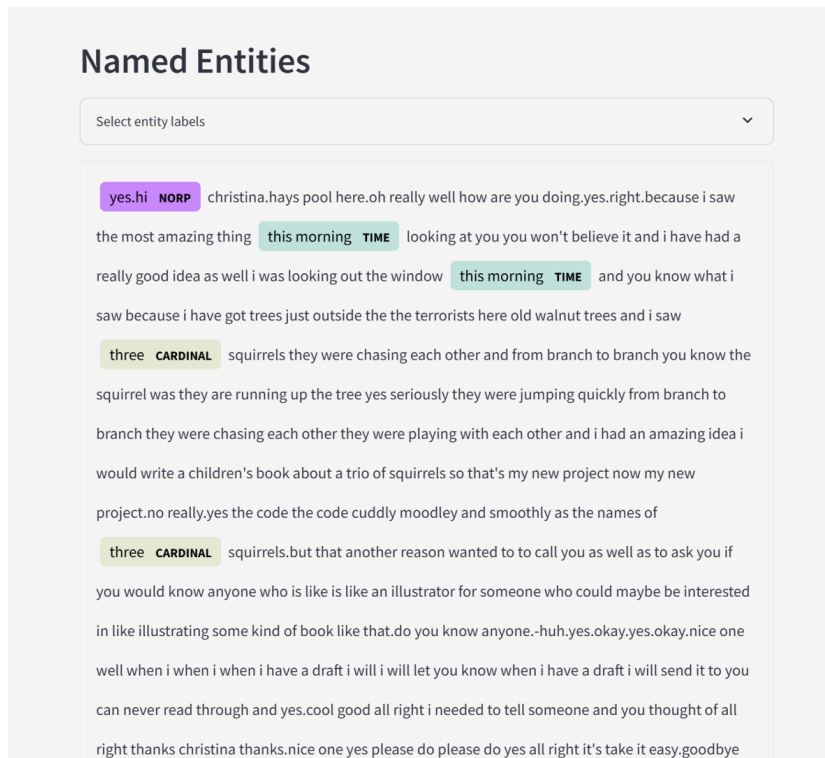 Named Entities
Select entity labels
yes.hi NORP christina.hays pool here.oh really well how are you doing.yes.right.because i saw
the most amazing thing this morning TIME looking at you you won't believe it and i have had a
really good idea as well i was looking out the window this morning TIME and you know what i
saw because i have got trees just outside the the terrorists here old walnut trees and i saw
three CARDINAL squirrels they were chasing each other and from branch to branch you know the
squirrel was they are running up the tree yes seriously they were jumping quickly from branch to
branch they were chasing each other they were playing with each other and i had an amazing idea i
would write a children's book about a trio of squirrels so that's my new project now my new
project.no really.yes the code the code cuddly moodley and smoothly as the names of
three CARDINAL squirrels.but that another reason wanted to to call you as well as to ask you if
you would know anyone who is like is like an illustrator for someone who could maybe be interested
in like illustrating some kind of book like that.do you know anyone.-huh.yes.okay.yes.okay.nice one
well when i when i when i have a draft i will i will let you know when i have a draft i will send it to you
can never read through and yes.cool good all right i needed to tell someone and you thought of all
right thanks christina thanks.nice one yes please do please do yes all right it's take it easy.goodbye